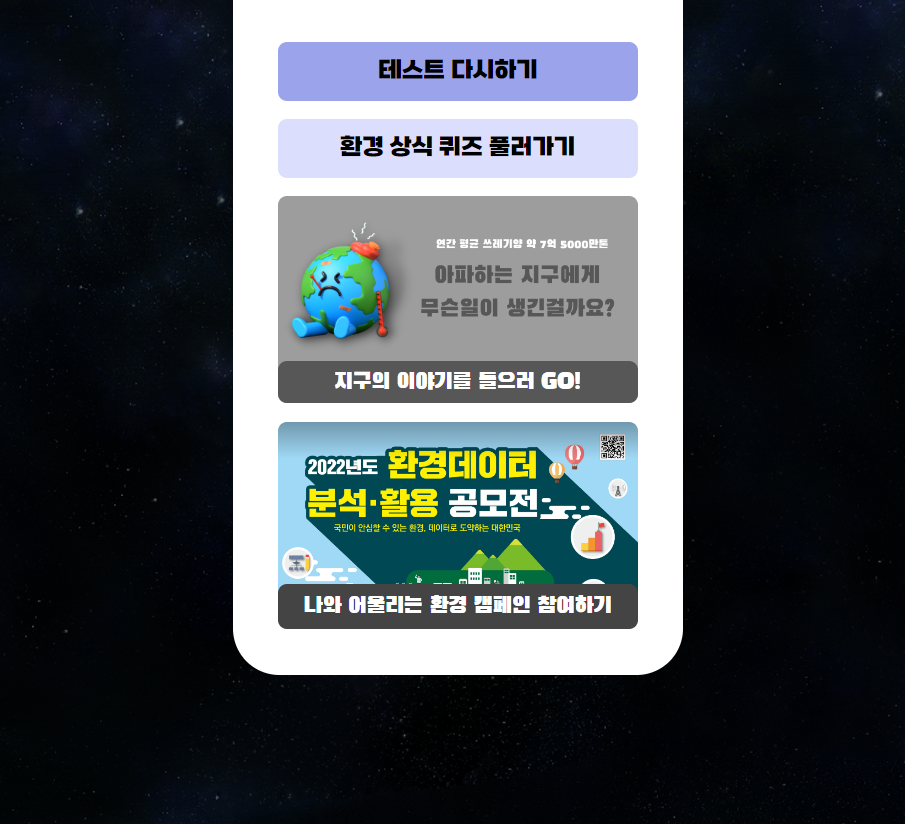 테스트 다시하기
환경 상식 퀴즈 풀러가기
연간 평균 쓰레기양 약 7억 5000만톤
아파하는 지구에게
무슨일이 생긴걸까요?
지구의 이야기를 들으러 GO!
2022년도 환경데이터
분석·활용 공모전
국민이 안심할 수 있는 환경, 데이터로 도약하는 대한민국
나와 어울리는 환경 캠페인 참여하기